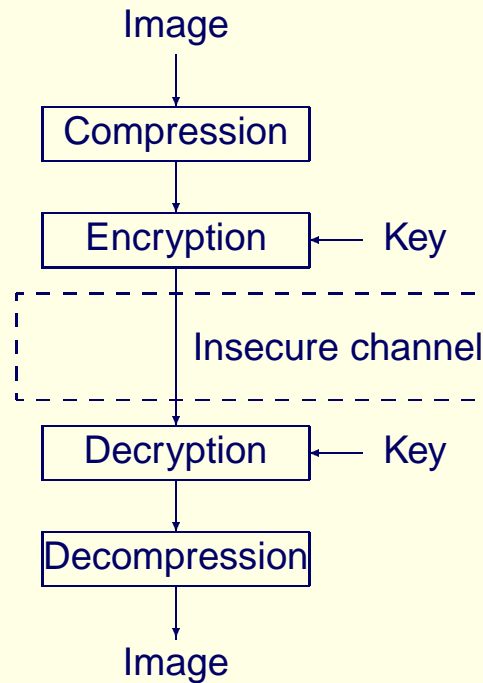 Image
Compression
Encryption
Key
Insecure channel
Decryption
Key
Decompression
Image